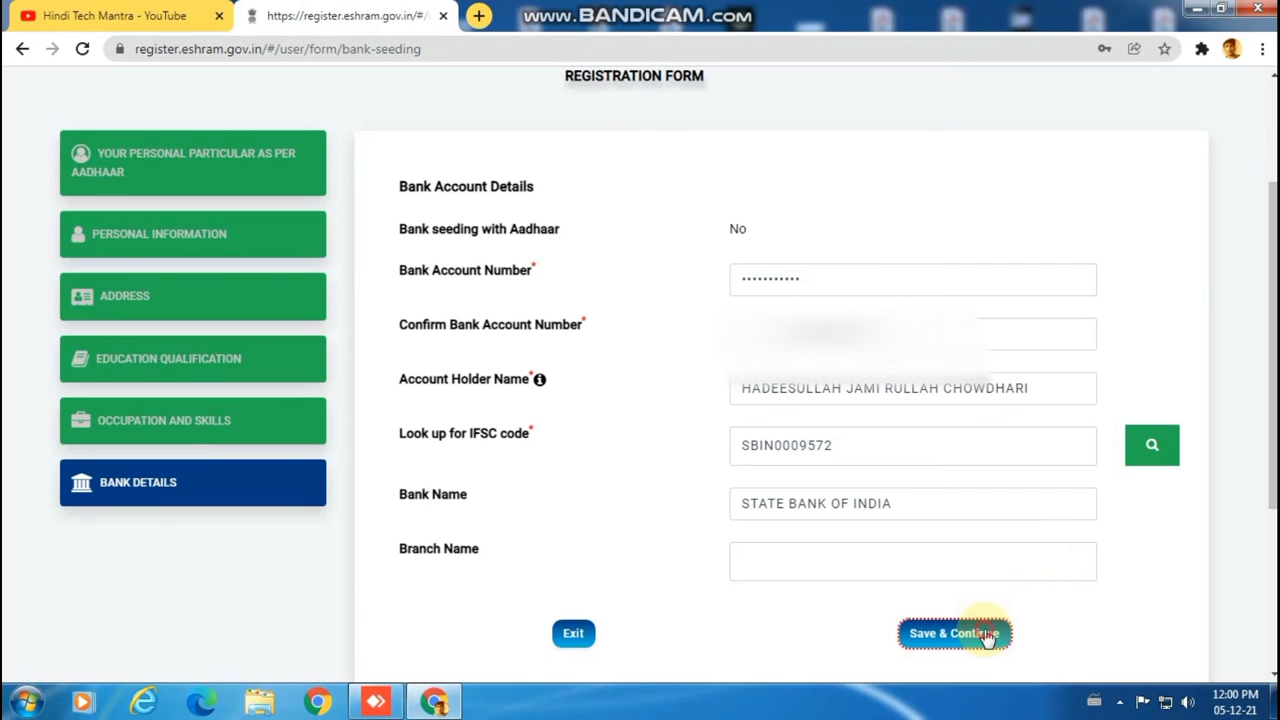 Hindi Tech Mantra - YouTube
https://register.eshram.gov.in/#/u
www.BANDICAM.com
register.eshram.gov.in/#/user/form/bank-seeding
REGISTRATION FORM
YOUR PERSONAL PARTICULAR AS PER
AADHAAR
PERSONAL INFORMATION
ADDRESS
EDUCATION QUALIFICATION
OCCUPATION AND SKILLS
BANK DETAILS
Bank Account Details
Bank seeding with Aadhaar No
Bank Account Number* •••••••••••
Confirm Bank Account Number*
Account Holder Name* HADEESULLAH JAMI RULLAH CHOWDHARI
Look up for IFSC code* SBIN0009572
Bank Name STATE BANK OF INDIA
Branch Name
Exit Save & Continue
12:00 PM
05-12-21